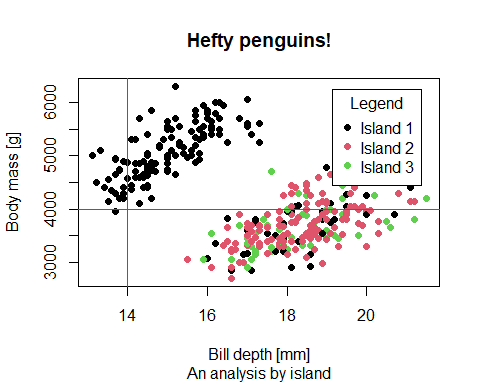 Hefty penguins!
Body mass [g]
6000
5000
4000
3000
Legend
Island 1
Island 2
Island 3
14 16 18 20
Bill depth [mm]
An analysis by island